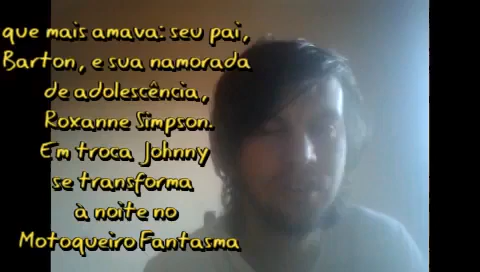 que mais amava: seu pai,
Barton, e sua namorada
de adolescência,
Roxanne Simpson.
Em troca Johnny
se transforma
à noite no
Motoqueiro Fantasma